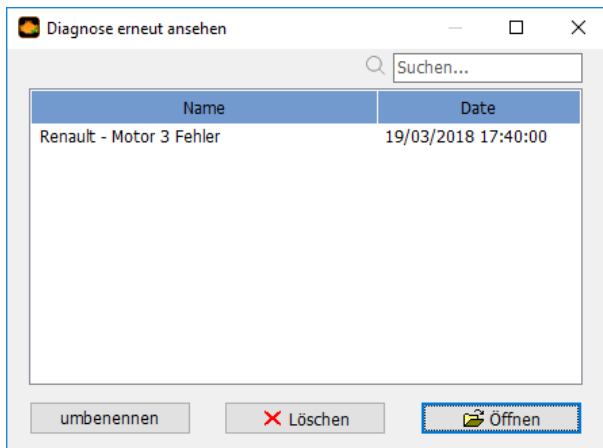 Diagnose erneut ansehen
Suchen...
Name Date
Renault - Motor 3 Fehler 19/03/2018 17:40:00
umbenennen Löschen Öffnen